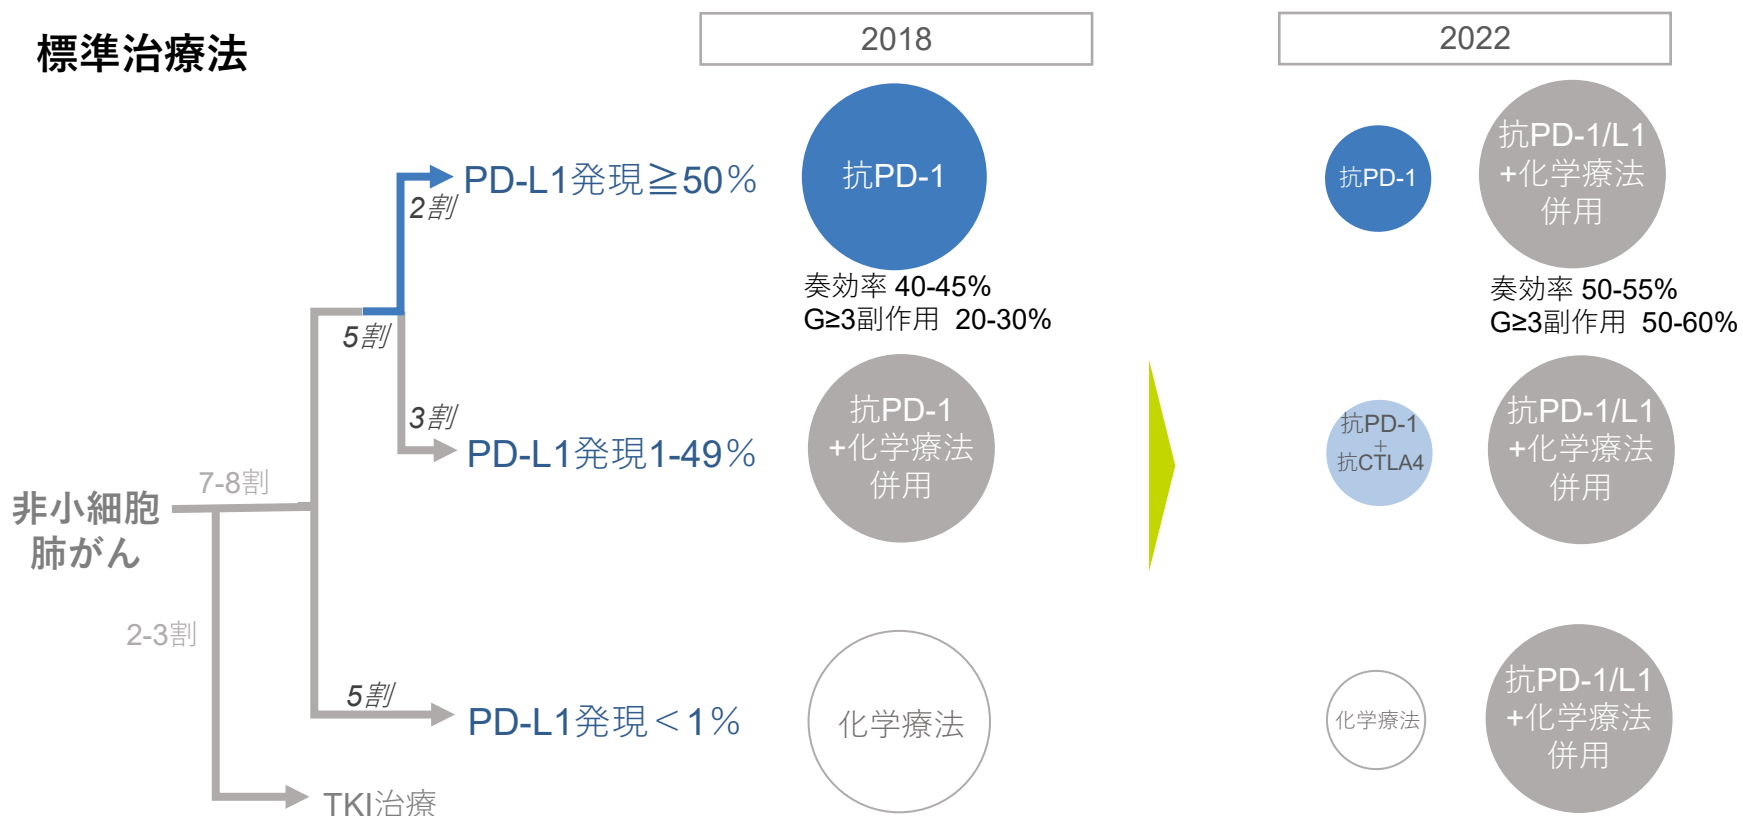 標準治療法
2018
2022
PD-L1発現≧50%
2割
抗PD-1
抗PD-1
抗PD-1/L1
+化学療法
併用
奏効率 40-45%
G≥3副作用 20-30%
奏効率 50-55%
G≥3副作用 50-60%
5割
3割
PD-L1発現1-49%
抗PD-1
+化学療法
併用
抗PD-1
+
抗CTLA4
抗PD-1/L1
+化学療法
併用
7-8割
非小細胞
肺がん
2-3割
5割
PD-L1発現＜1%
化学療法
化学療法
抗PD-1/L1
+化学療法
併用
TKI治療